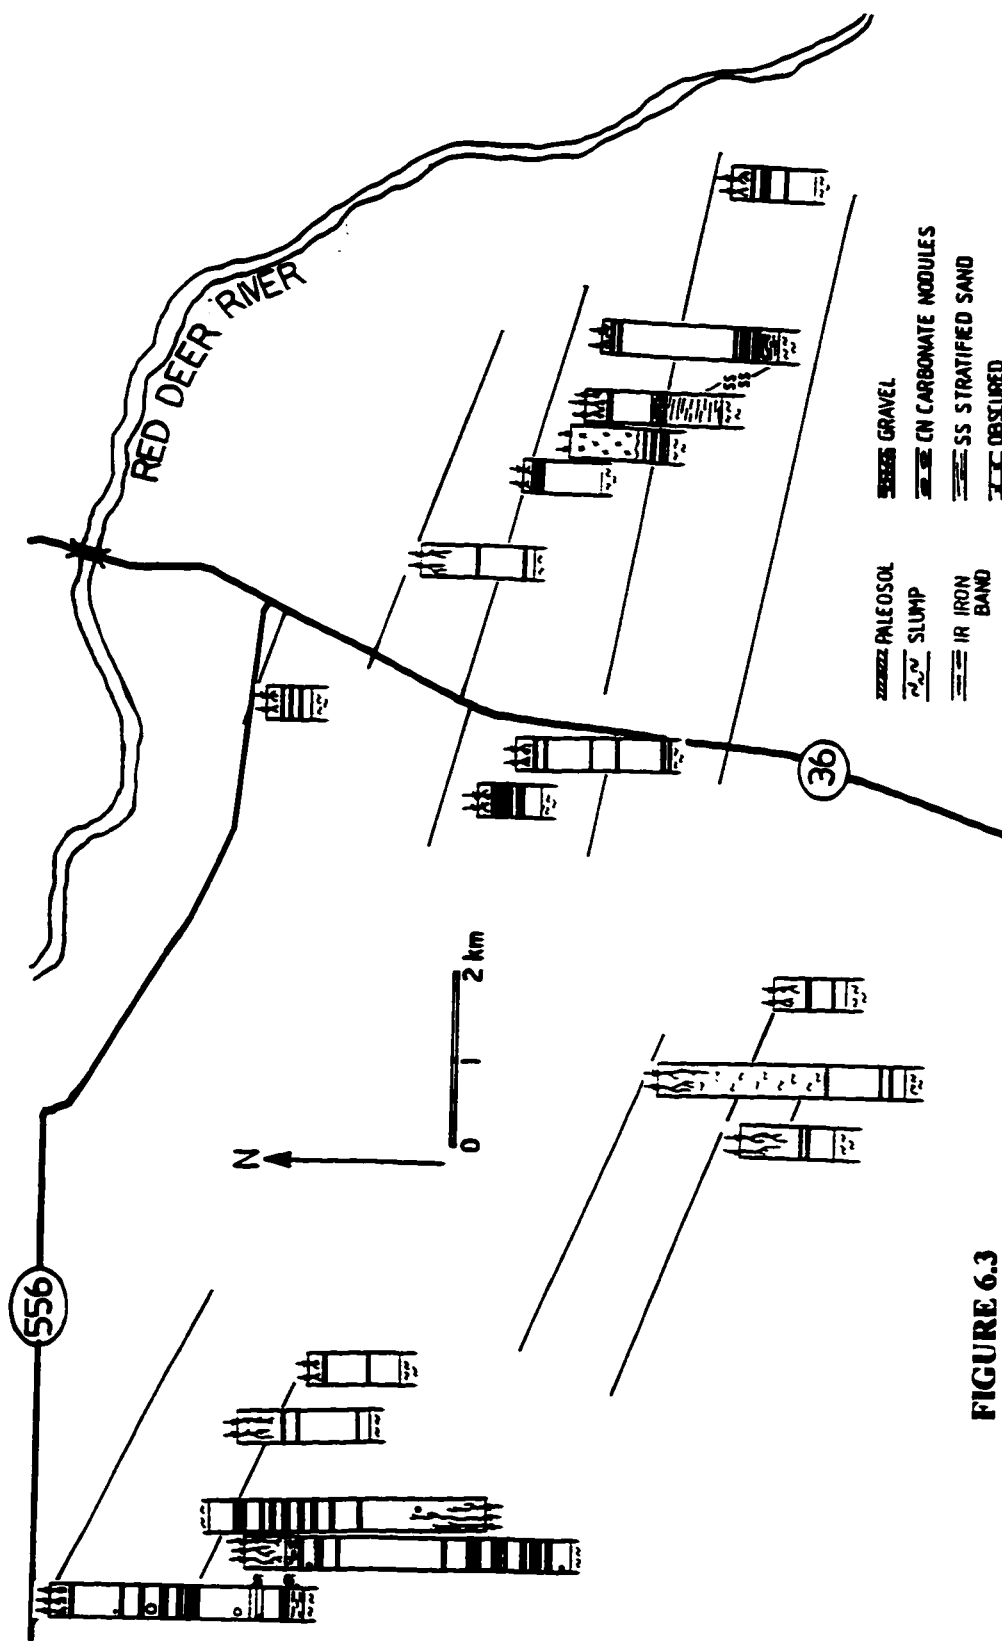 RED DEER RIVER
556
N
0 1 2 km
36
SS
SS
PALEOSOL
SLUMP
IR IRON
BAND
GRAVEL
CN CARBONATE NODULES
SS STRATIFIED SAND
OBSCURED
FIGURE 6.3